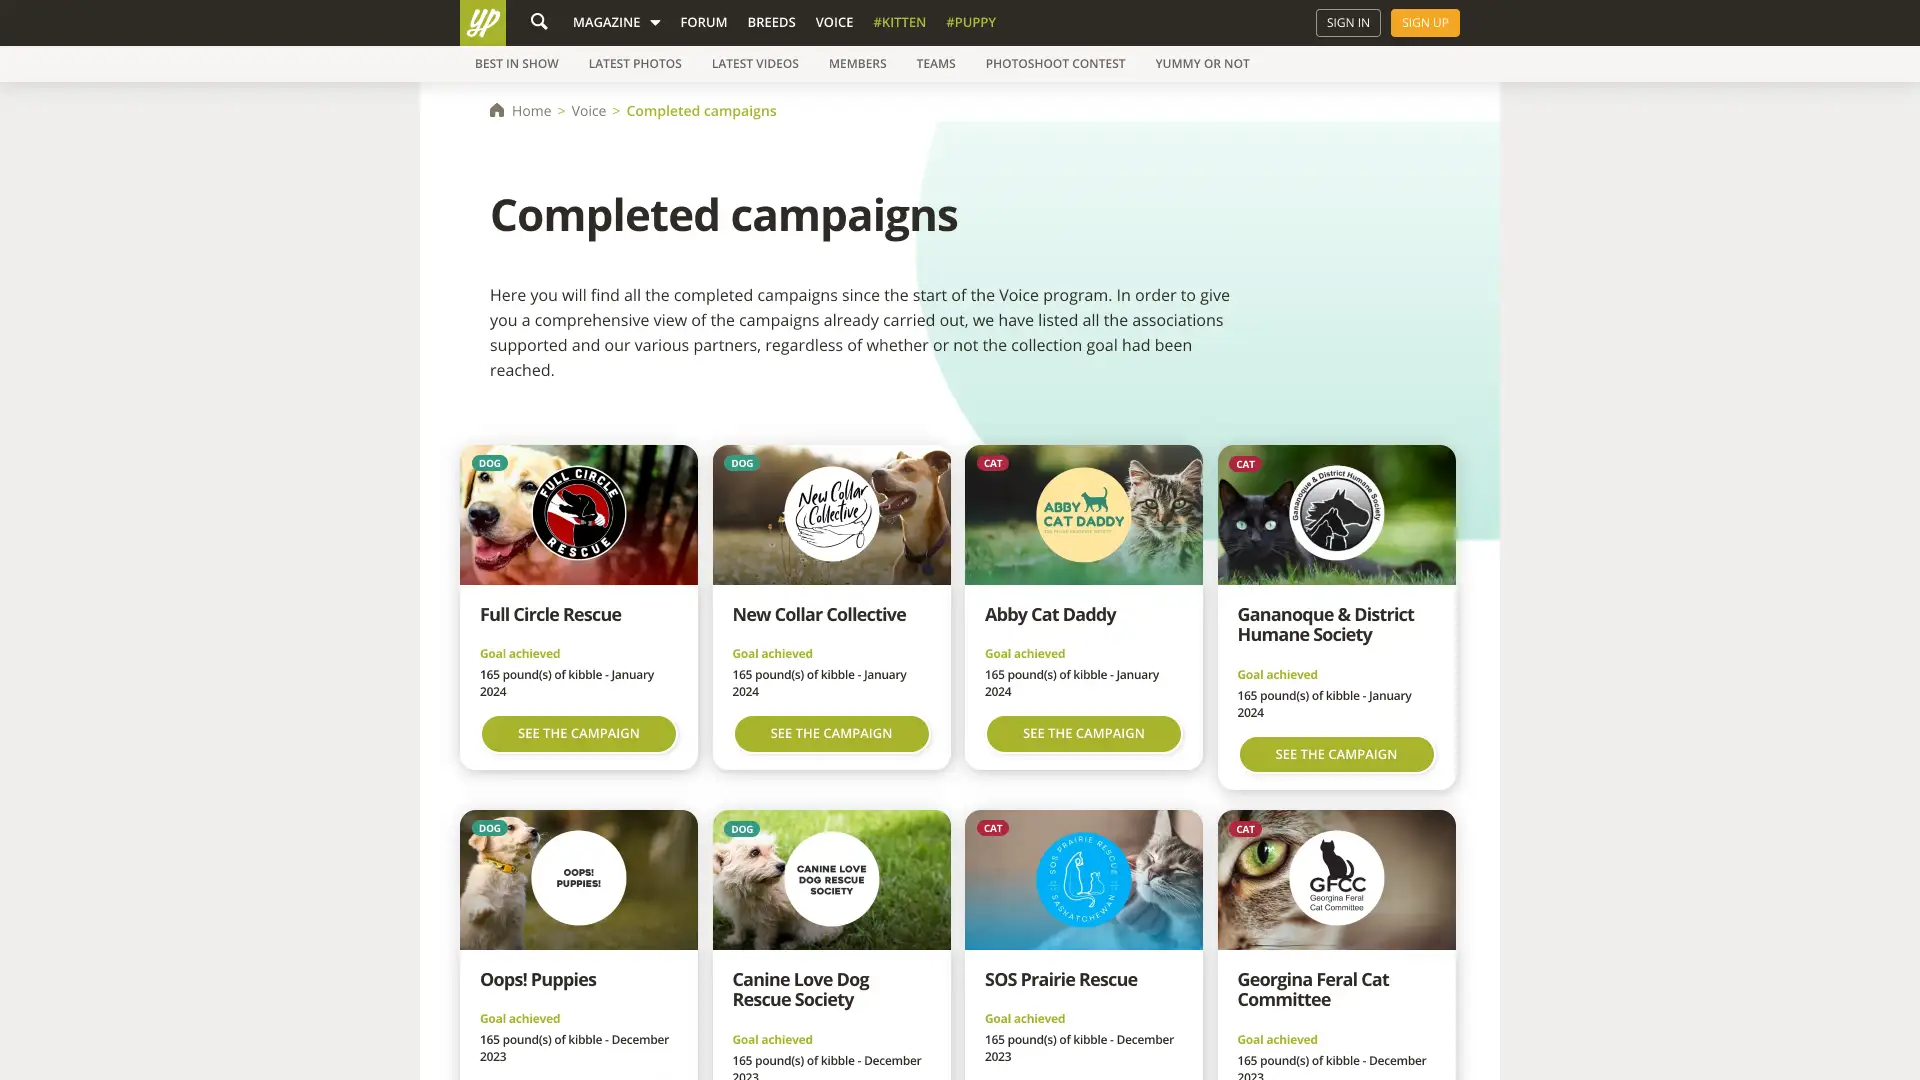 yp
MAGAZINE
FORUM
BREEDS
VOICE
#KITTEN
#PUPPY
SIGN IN
SIGN UP
BEST IN SHOW
LATEST PHOTOS
LATEST VIDEOS
MEMBERS
TEAMS
PHOTOSHOOT CONTEST
YUMMY OR NOT
Home > Voice > Completed campaigns
Completed campaigns
Here you will find all the completed campaigns since the start of the Voice program. In order to give
you a comprehensive view of the campaigns already carried out, we have listed all the associations
supported and our various partners, regardless of whether or not the collection goal had been
reached.
DOG
FULL CIRCLE
RESCUE
Full Circle Rescue
Goal achieved
165 pound(s) of kibble - January
2024
SEE THE CAMPAIGN
DOG
New Collar
Collective
New Collar Collective
Goal achieved
165 pound(s) of kibble - January
2024
SEE THE CAMPAIGN
CAT
ABBY
CAT DADDY
Abby Cat Daddy
Goal achieved
165 pound(s) of kibble - January
2024
SEE THE CAMPAIGN
CAT
Gananoque & District Humane Society
Gananoque & District
Humane Society
Goal achieved
165 pound(s) of kibble - January
2024
SEE THE CAMPAIGN
DOG
OOPS!
PUPPIES!
Oops! Puppies
Goal achieved
165 pound(s) of kibble - December
2023
DOG
CANINE LOVE
DOG RESCUE
SOCIETY
Canine Love Dog
Rescue Society
Goal achieved
165 pound(s) of kibble - December
2023
CAT
SOS PRAIRIE RESCUE
SASKATCHEWAN
SOS Prairie Rescue
Goal achieved
165 pound(s) of kibble - December
2023
CAT
GFCC
Georgina Feral
Cat Committee
Georgina Feral Cat
Committee
Goal achieved
165 pound(s) of kibble - December
2023